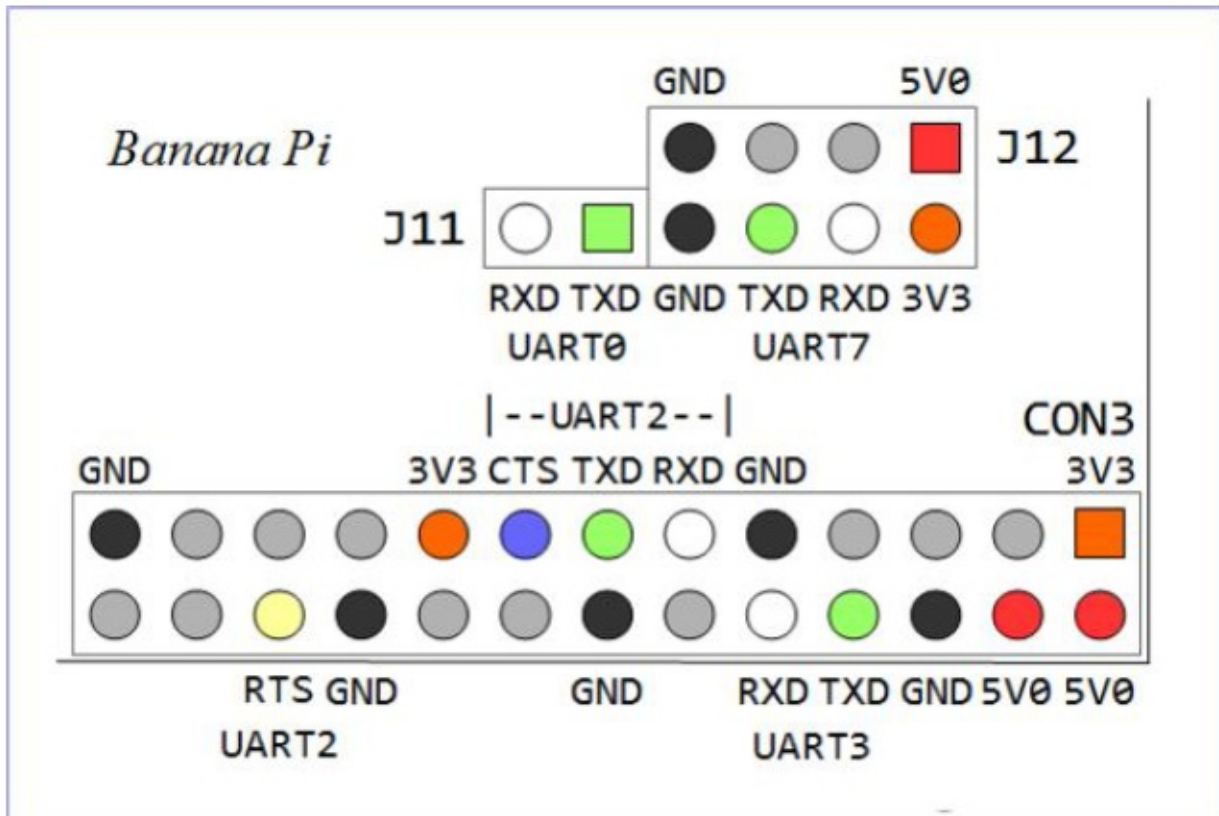 GND 5V0
Banana Pi
J12
J11
RXD TXD GND TXD RXD 3V3
UART0 UART7
|--UART2--| CON3
GND 3V3 CTS TXD RXD GND 3V3
RTS GND GND RXD TXD GND 5V0 5V0
UART2 UART3